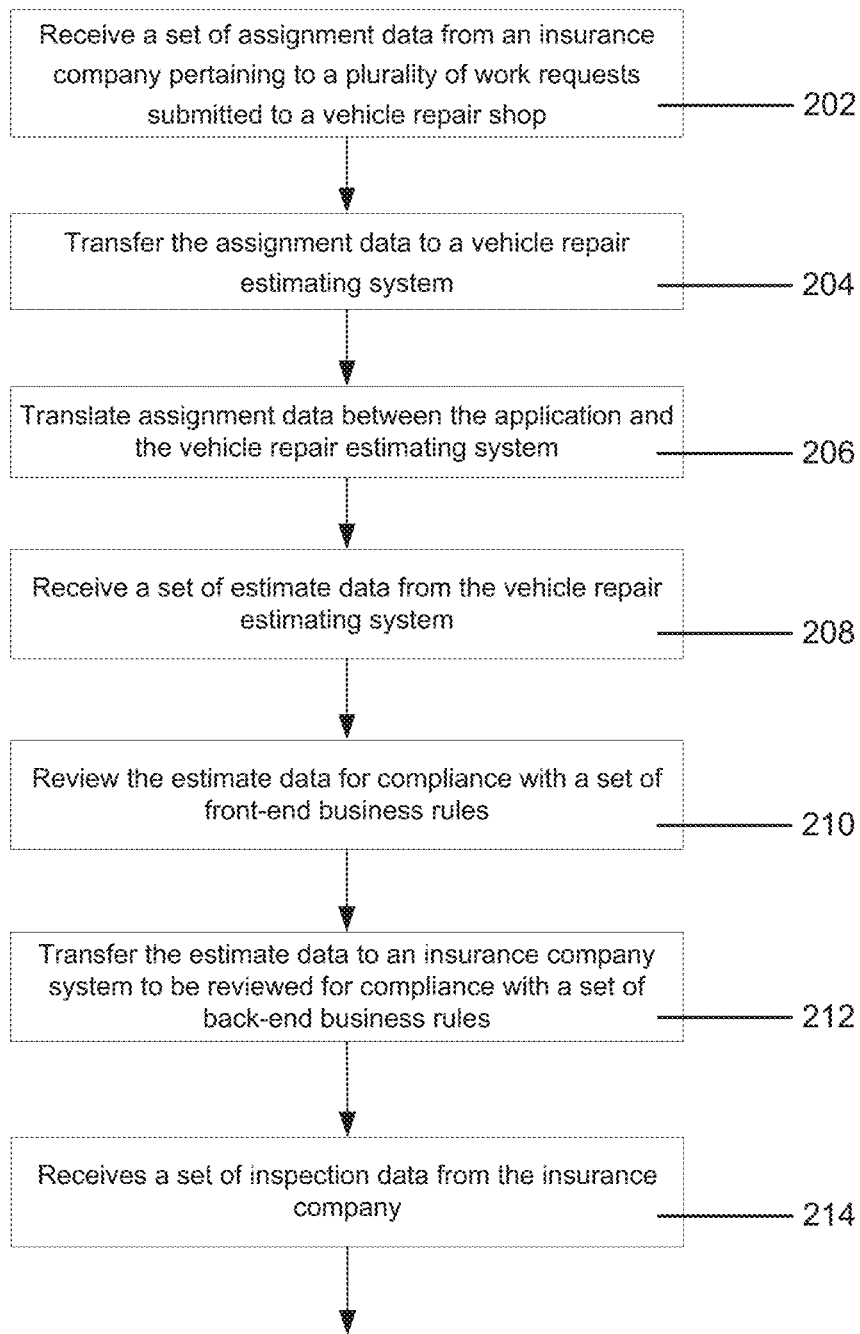 Receive a set of assignment data from an insurance
company pertaining to a plurality of work requests
submitted to a vehicle repair shop
202
Transfer the assignment data to a vehicle repair
estimating system
204
Translate assignment data between the application and
the vehicle repair estimating system
206
Receive a set of estimate data from the vehicle repair
estimating system
208
Review the estimate data for compliance with a set of
front-end business rules
210
Transfer the estimate data to an insurance company
system to be reviewed for compliance with a set of
back-end business rules
212
Receives a set of inspection data from the insurance
company
214